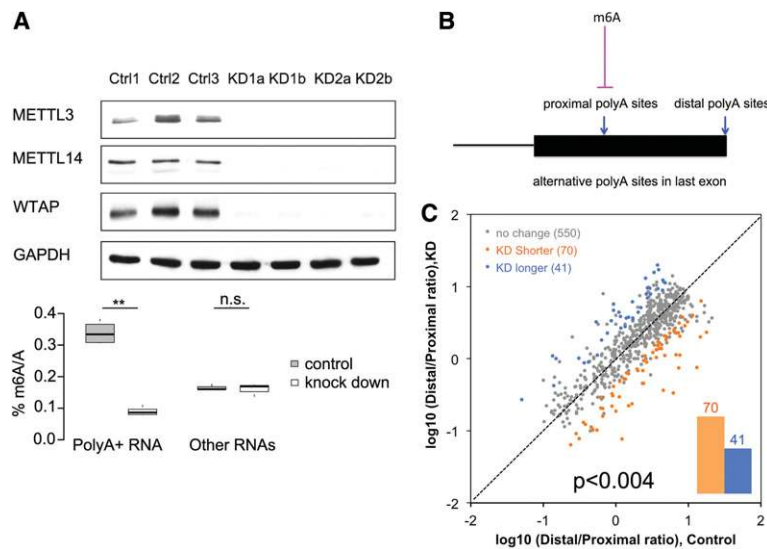 A
Ctrl1 Ctrl2 Ctrl3 KD1a KD1b KD2a KD2b
METTL3
METTL14
WTAP
GAPDH
0.4
0.3
0.2
0.1
0.0
% m6A/A
**
n.s.
control
knock down
PolyA+ RNA
Other RNAs
B
m6A
proximal polyA sites
distal polyA sites
alternative polyA sites in last exon
C
2
1
0
-1
-2
log10 (Distal/Proximal ratio),KD
no change (550)
KD Shorter (70)
KD longer (41)
70
41
p<0.004
-2 -1 0 1 2
log10 (Distal/Proximal ratio), Control